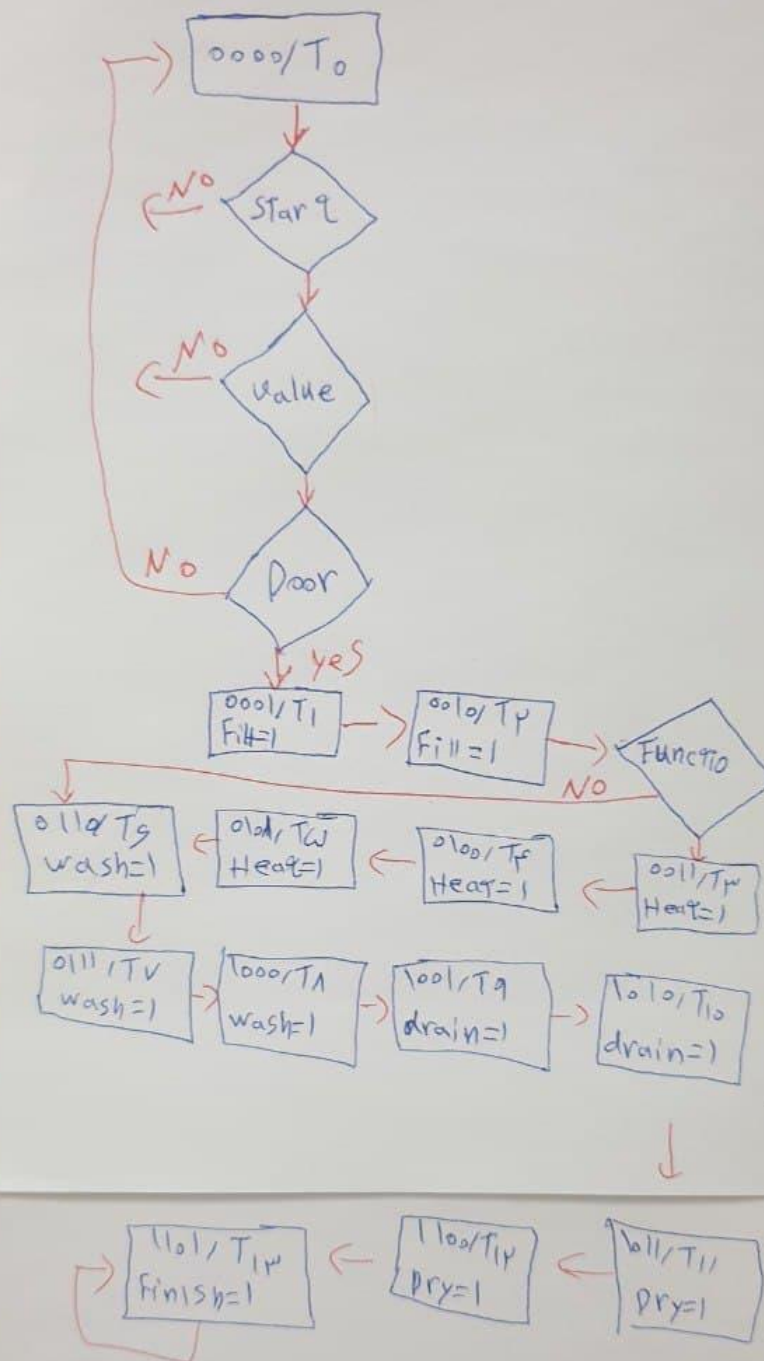 0000/T0
No
Star१
No
value
No
Door
yes
0001/T1
Fill=1
0010/T۲
Fill=1
Functio
No
0110/T۶
wash=1
0101/T۵
Heat=1
0100/T۴
Heat=1
0011/T۳
Heat=1
0111/T۷
wash=1
1000/T۸
wash=1
1001/T۹
drain=1
1010/T10
drain=1
1101/T1۳
Finish=1
1100/T1۲
Dry=1
1011/T11
Dry=1